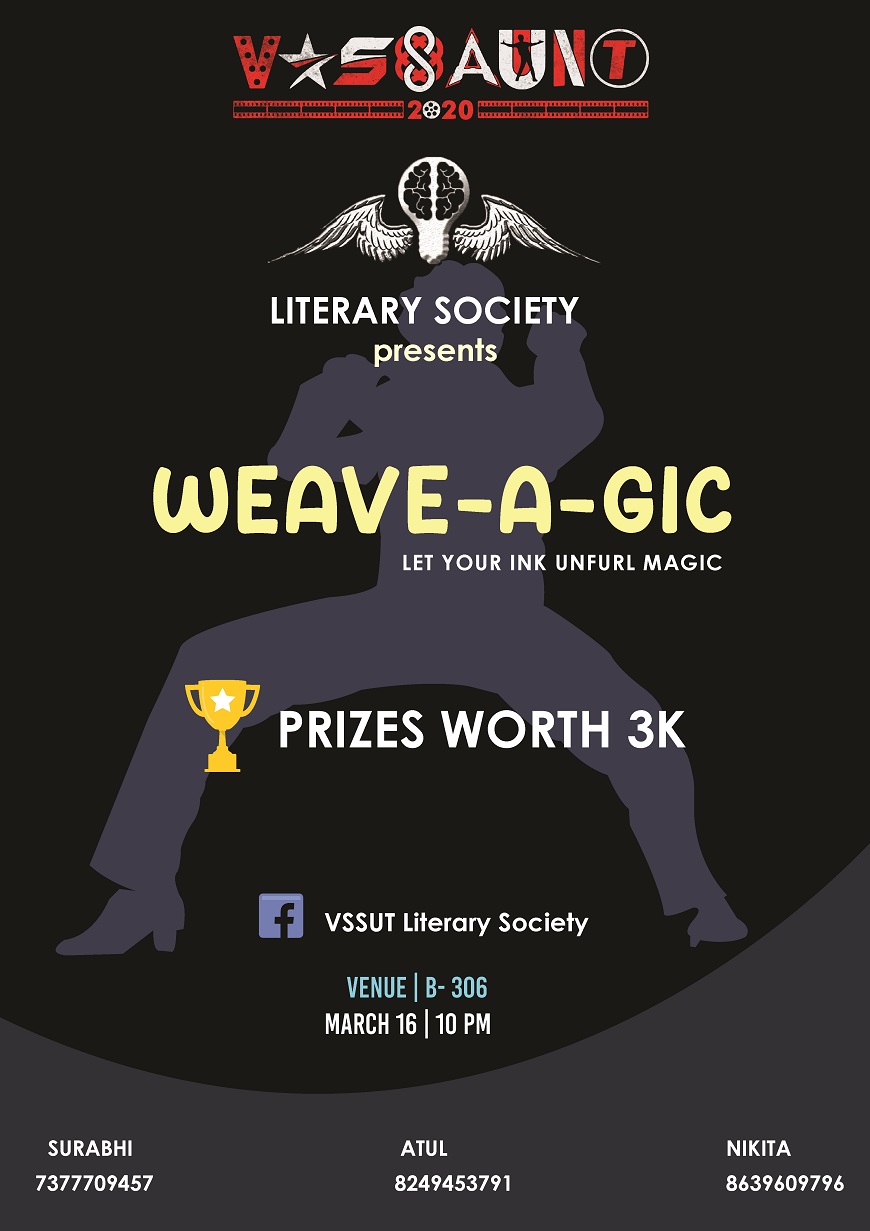 VASSAUNT
2020
LITERARY SOCIETY
presents
WEAVE-A-GIC
LET YOUR INK UNFURL MAGIC
PRIZES WORTH 3K
f VSSUT Literary Society
VENUE | B- 306
MARCH 16 | 10 PM
SURABHI ATUL NIKITA
7377709457 8249453791 8639609796